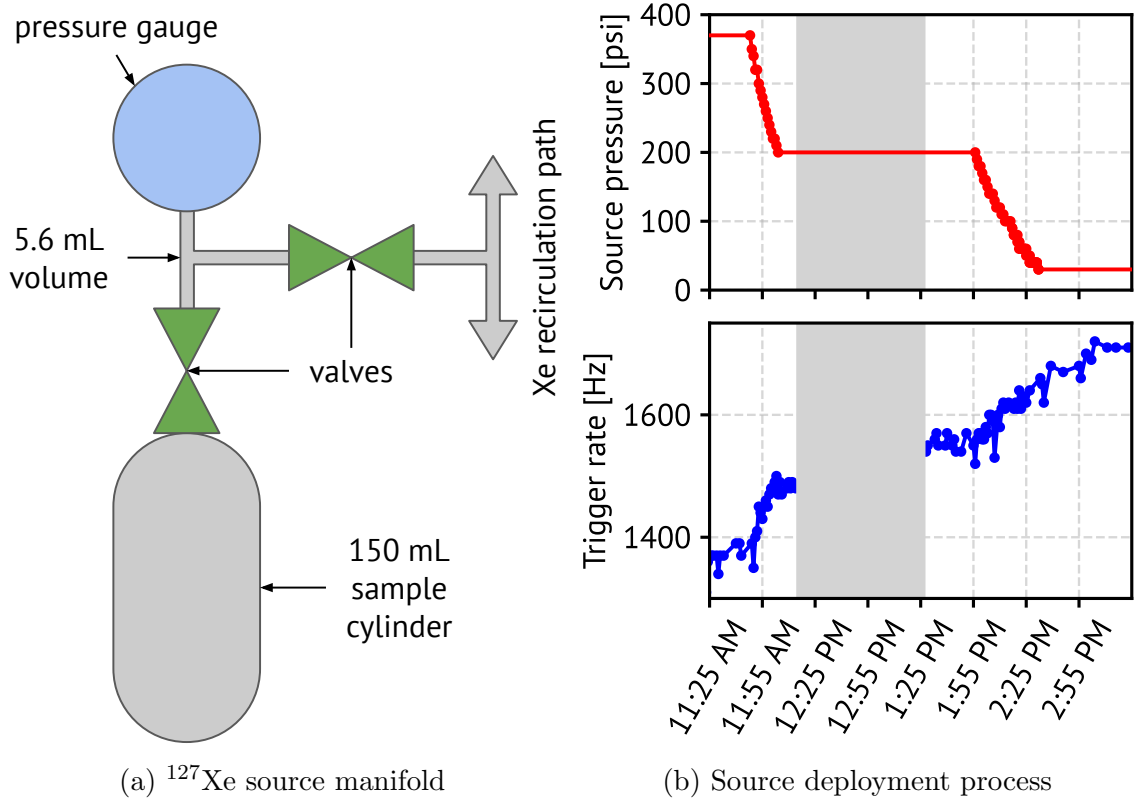 pressure gauge
5.6 mL
volume
valves
Xe recirculation path
150 mL
sample
cylinder
(a) ¹²⁷Xe source manifold
Source pressure [psi]
400
300
200
100
0
Trigger rate [Hz]
1600
1400
11:25 AM
11:55 AM
12:25 PM
12:55 PM
1:25 PM
1:55 PM
2:25 PM
2:55 PM
(b) Source deployment process